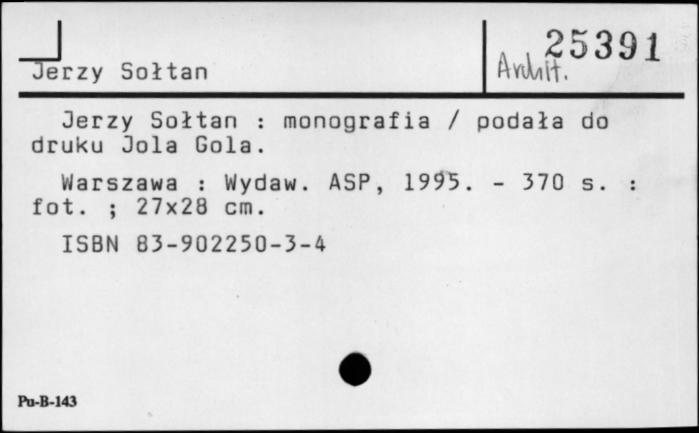 25391
Archit.
Jerzy Sołtan
Jerzy Sołtan : monografia / podała do
druku Jola Gola.
Warszawa : Wydaw. ASP, 1995. - 370 s. :
fot. ; 27x28 cm.
ISBN 83-902250-3-4
Pu-B-143